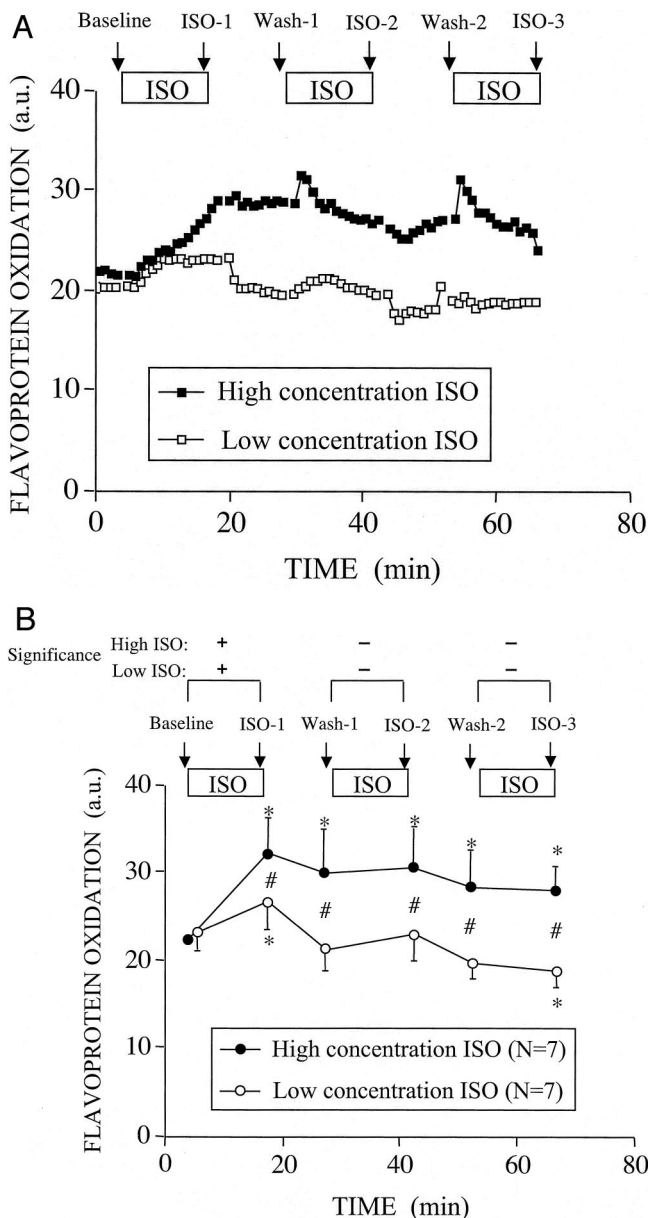 A
Baseline ISO-1 Wash-1 ISO-2 Wash-2 ISO-3
ISO ISO ISO
40
30
20
10
0
FLAVOPROTEIN OXIDATION (a.u.)
High concentration ISO
Low concentration ISO
0 20 40 60 80
TIME (min)
B
Significance
High ISO: + − −
Low ISO: + − −
Baseline ISO-1 Wash-1 ISO-2 Wash-2 ISO-3
ISO ISO ISO
40
30
20
10
0
FLAVOPROTEIN OXIDATION (a.u.)
* * * * *
# # # # #
* *
High concentration ISO (N=7)
Low concentration ISO (N=7)
0 20 40 60 80
TIME (min)